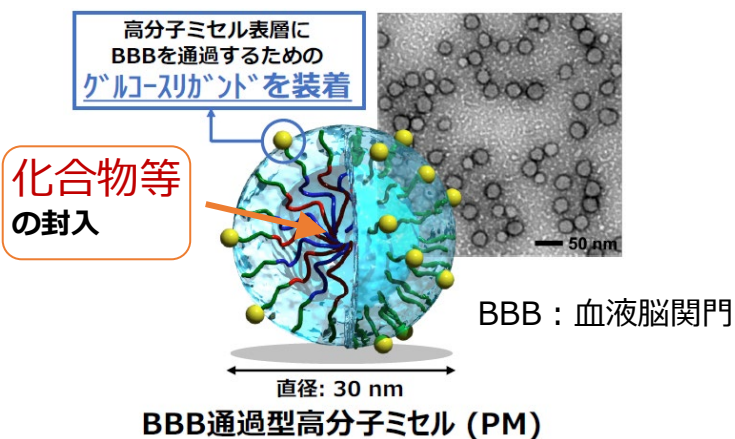 高分子ミセル表層に
BBBを通過するための
ｸﾞﾙｺｰｽﾘｶﾞﾝﾄﾞを装着
化合物等
の封入
50 nm
BBB：血液脳関門
直径: 30 nm
BBB通過型高分子ミセル (PM)